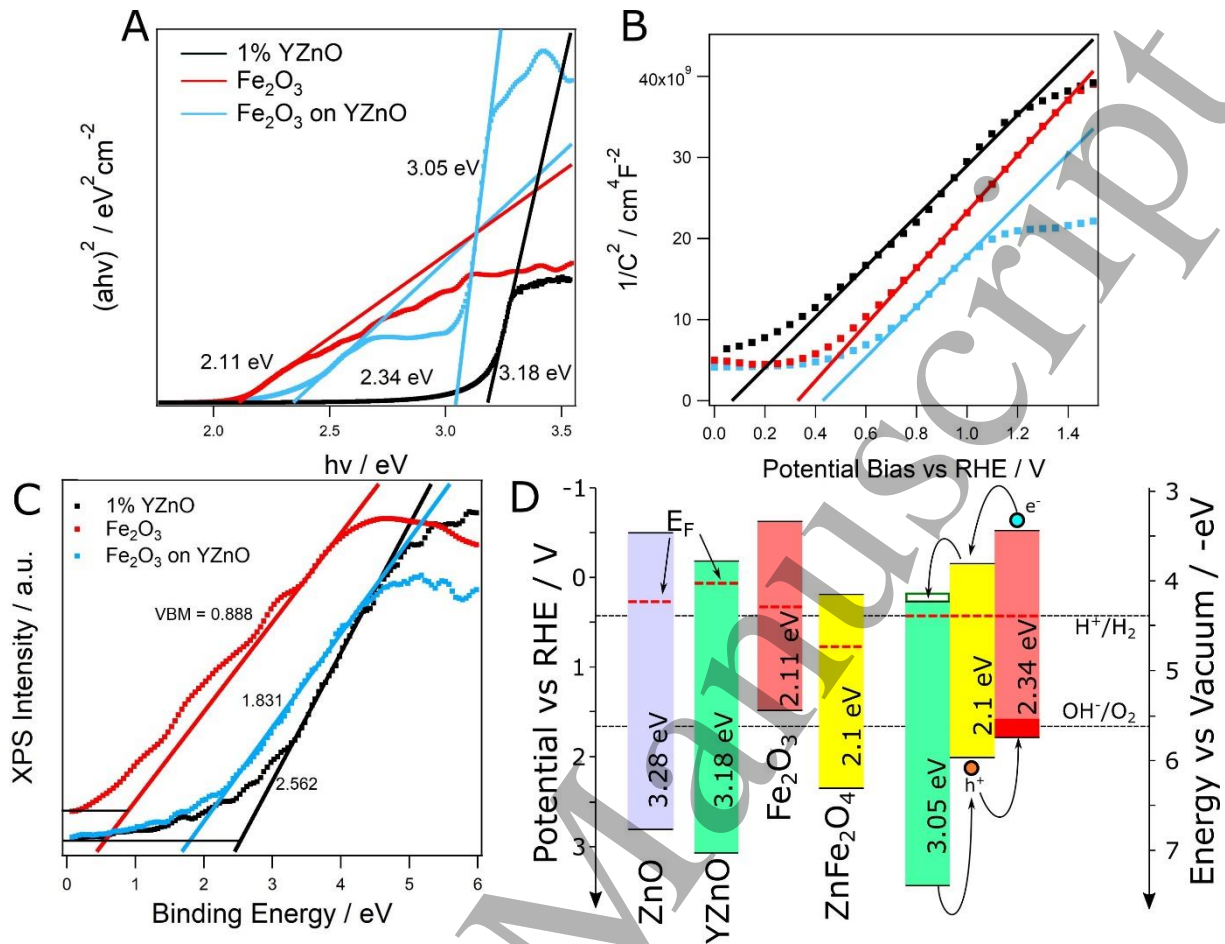 A
1% YZnO
Fe₂O₃
Fe₂O₃ on YZnO
3.05 eV
2.11 eV
2.34 eV
3.18 eV
(ahv)² / eV²cm⁻²
2.0
2.5
3.0
3.5
hν / eV
B
40x10⁹
30
20
10
0
1/C² / cm⁴F⁻²
0.0
0.2
0.4
0.6
0.8
1.0
1.2
1.4
Potential Bias vs RHE / V
C
1% YZnO
Fe₂O₃
Fe₂O₃ on YZnO
VBM = 0.888
1.831
2.562
XPS Intensity / a.u.
0
1
2
3
4
5
6
Binding Energy / eV
D
-1
0
1
2
3
Potential vs RHE / V
E_F
3.28 eV
3.18 eV
2.11 eV
2.1 eV
3.05 eV
2.1 eV
2.34 eV
e⁻
h⁺
H⁺/H₂
OH⁻/O₂
ZnO
YZnO
Fe₂O₃
ZnFe₂O₄
3
4
5
6
7
Energy vs Vacuum / -eV
Manuscript